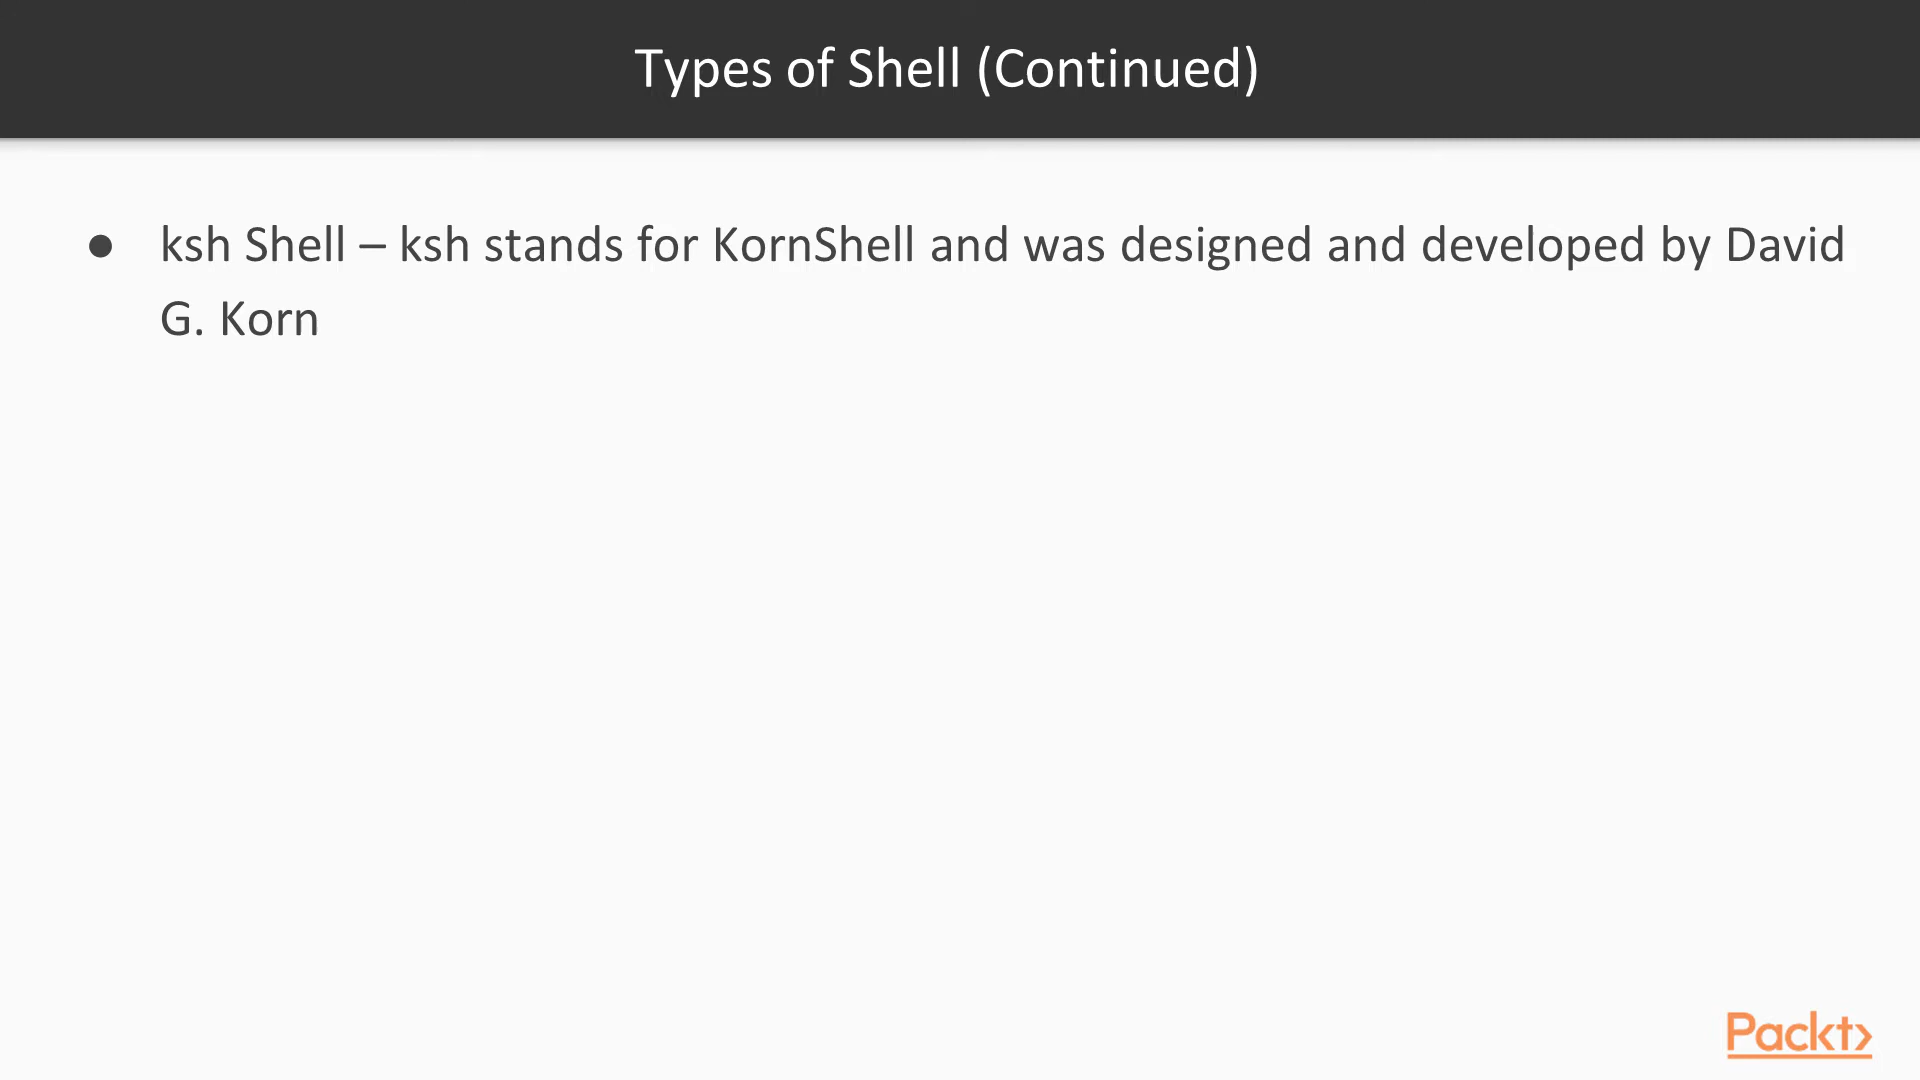 Types of Shell (Continued)
● ksh Shell – ksh stands for KornShell and was designed and developed by David
G. Korn
Packt>